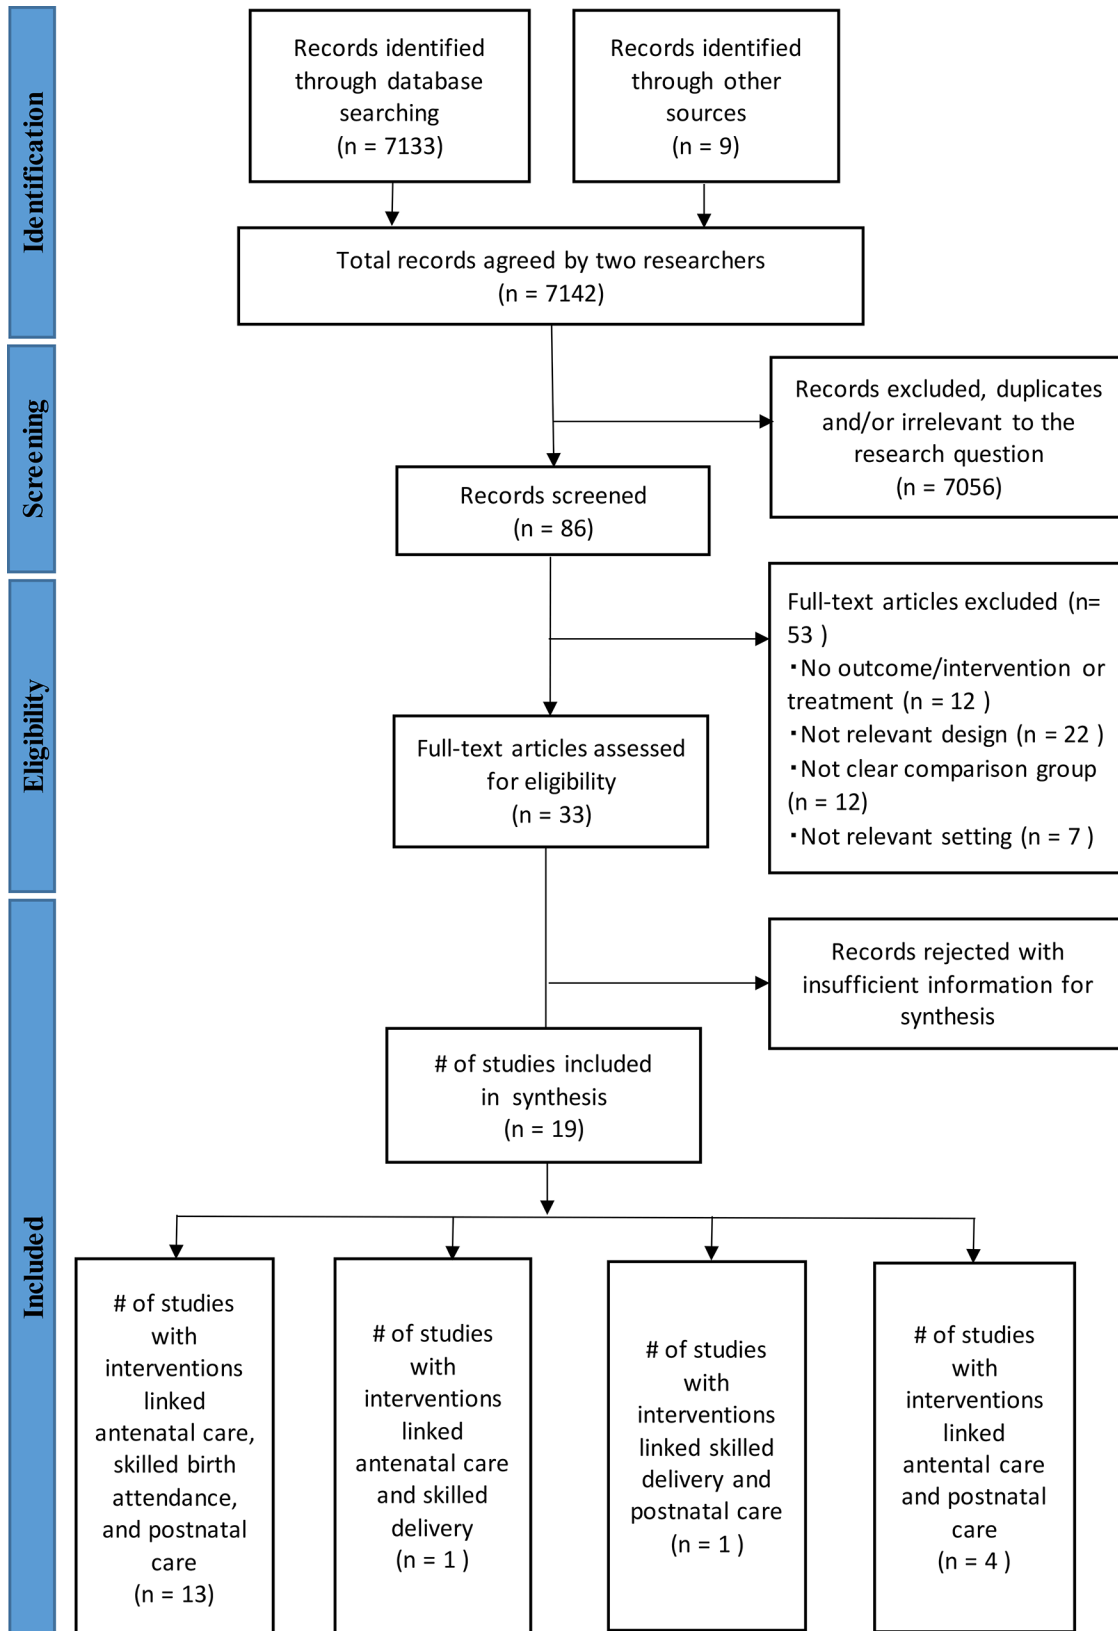 Identification
Records identified
through database
searching
(n = 7133)
Records identified
through other
sources
(n = 9)
Total records agreed by two researchers
(n = 7142)
Screening
Records excluded, duplicates
and/or irrelevant to the
research question
(n = 7056)
Records screened
(n = 86)
Eligibility
Full-text articles excluded (n=
53 )
・No outcome/intervention or
treatment (n = 12 )
・Not relevant design (n = 22 )
・Not clear comparison group
(n = 12)
・Not relevant setting (n = 7 )
Full-text articles assessed
for eligibility
(n = 33)
Included
Records rejected with
insufficient information for
synthesis
# of studies included
in synthesis
(n = 19)
# of studies
with
interventions
linked
antenatal care,
skilled birth
attendance,
and postnatal
care
(n = 13)
# of studies
with
interventions
linked
antenatal care
and skilled
delivery
(n = 1 )
# of studies
with
interventions
linked skilled
delivery and
postnatal care
(n = 1 )
# of studies
with
interventions
linked
antental care
and postnatal
care
(n = 4 )